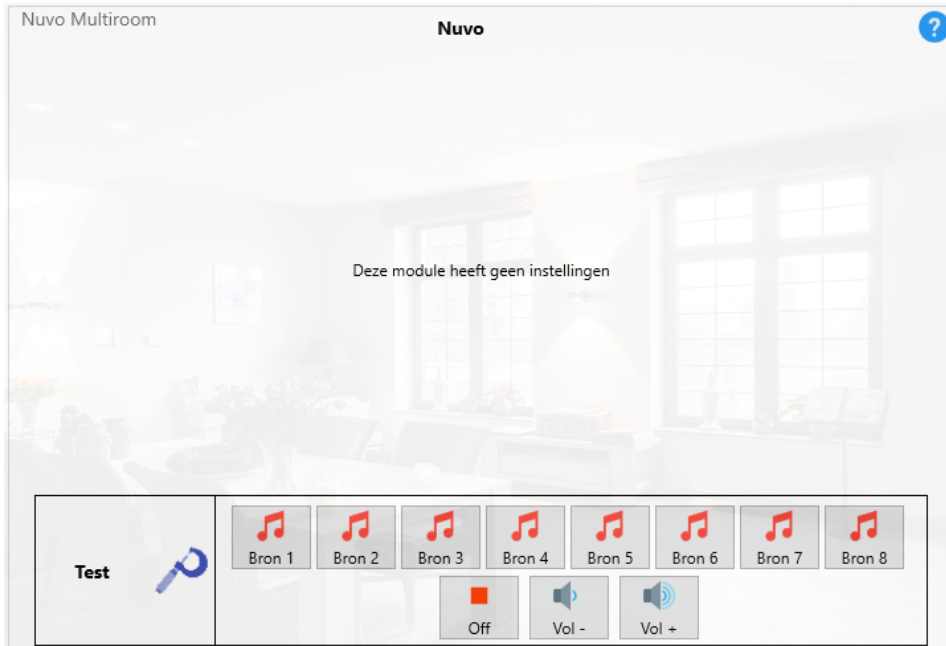 Nuvo Multiroom
Nuvo
?
Deze module heeft geen instellingen
Test
Bron 1 Bron 2 Bron 3 Bron 4 Bron 5 Bron 6 Bron 7 Bron 8
Off Vol - Vol +